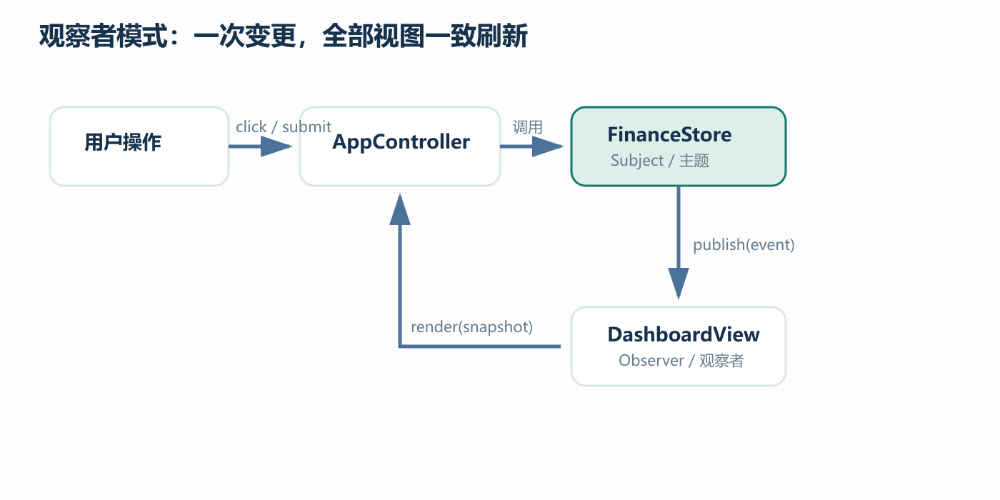 观察者模式：一次变更，全部视图一致刷新
用户操作
click / submit
AppController
调用
FinanceStore
Subject / 主题
publish(event)
render(snapshot)
DashboardView
Observer / 观察者